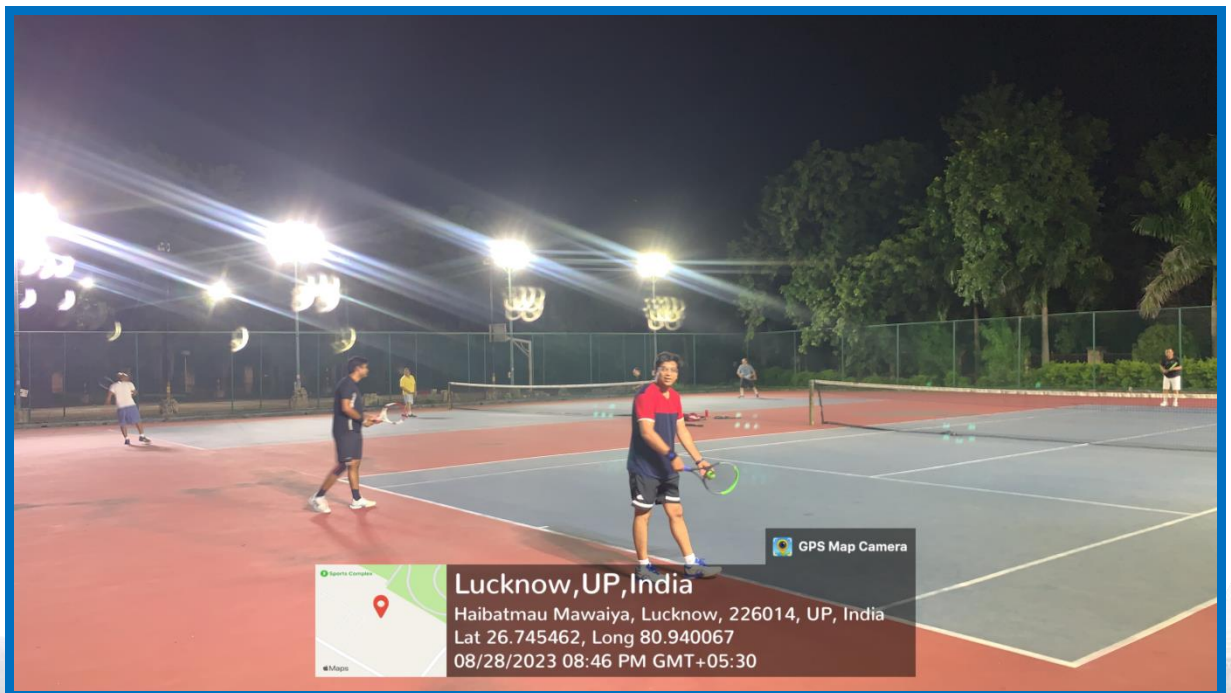 GPS Map Camera
Sports Complex
Maps
Lucknow,UP,India
Haibatmau Mawaiya, Lucknow, 226014, UP, India
Lat 26.745462, Long 80.940067
08/28/2023 08:46 PM GMT+05:30